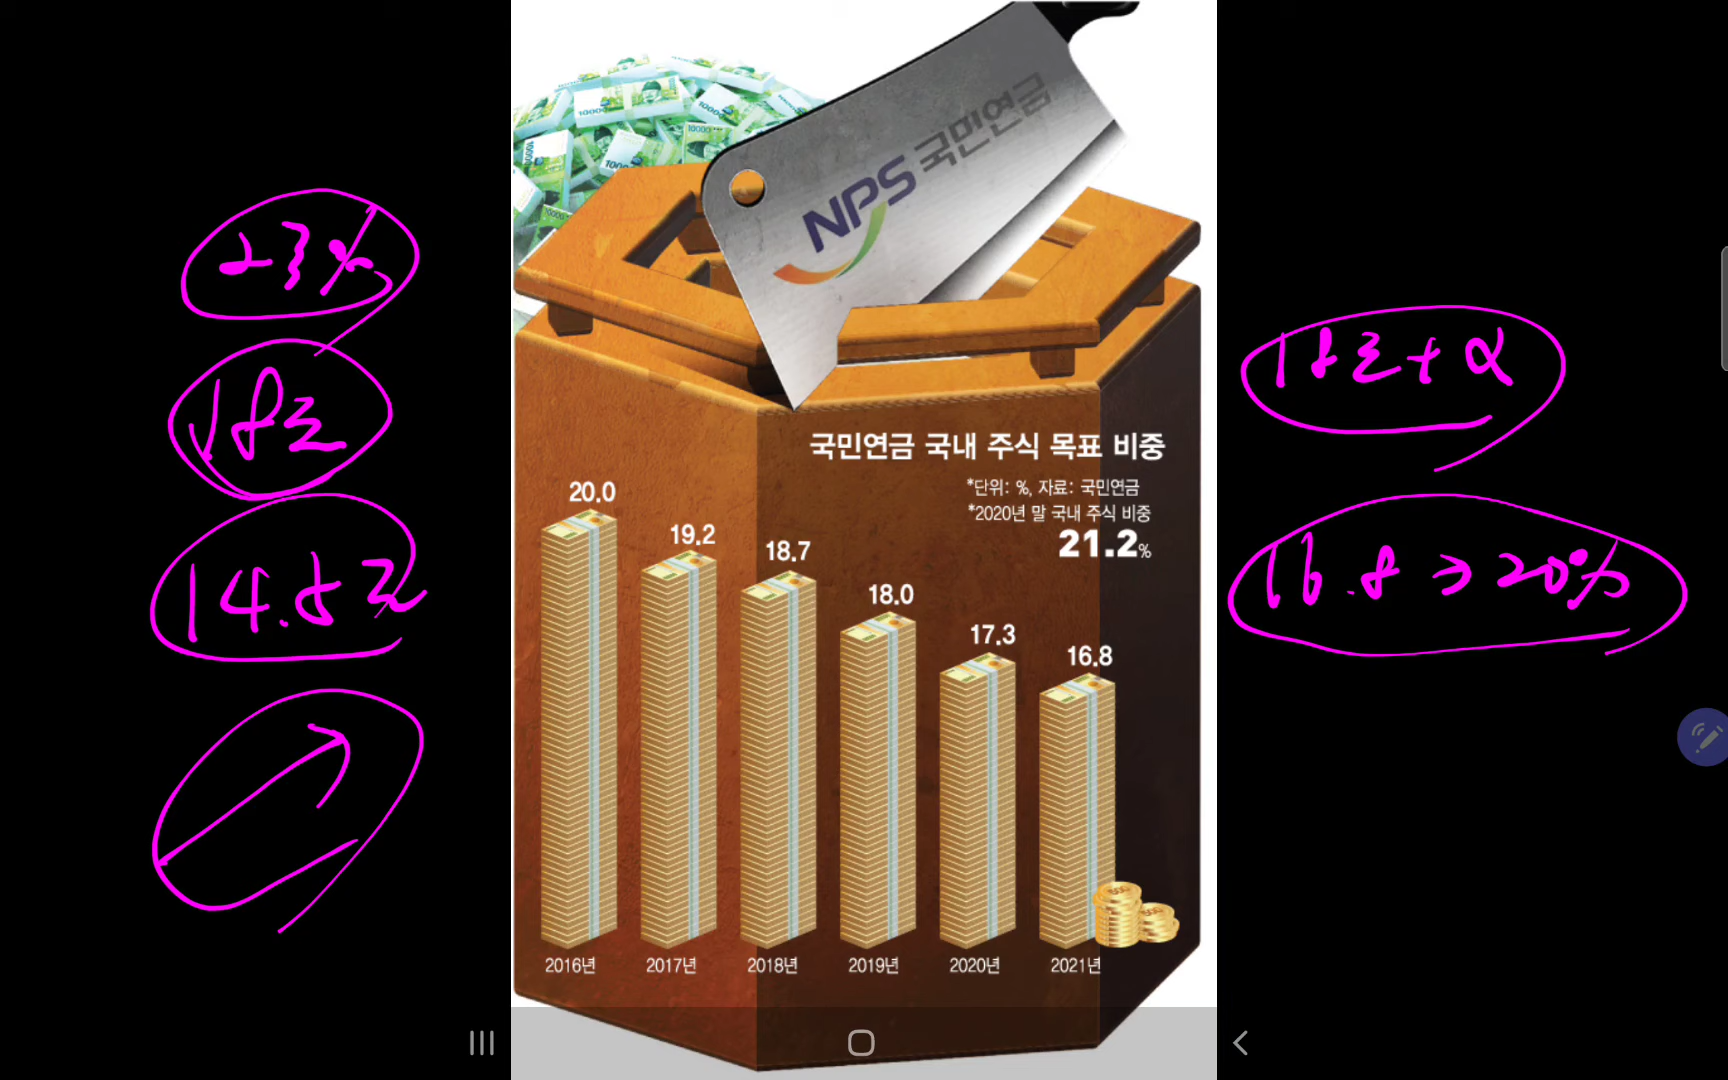 NPS 국민연금
23%
18조
14.8조
18조+α
16.8→20%
국민연금 국내 주식 목표 비중
*단위: %, 자료: 국민연금
*2020년 말 국내 주식 비중
21.2%
20.0
19.2
18.7
18.0
17.3
16.8
2016년
2017년
2018년
2019년
2020년
2021년